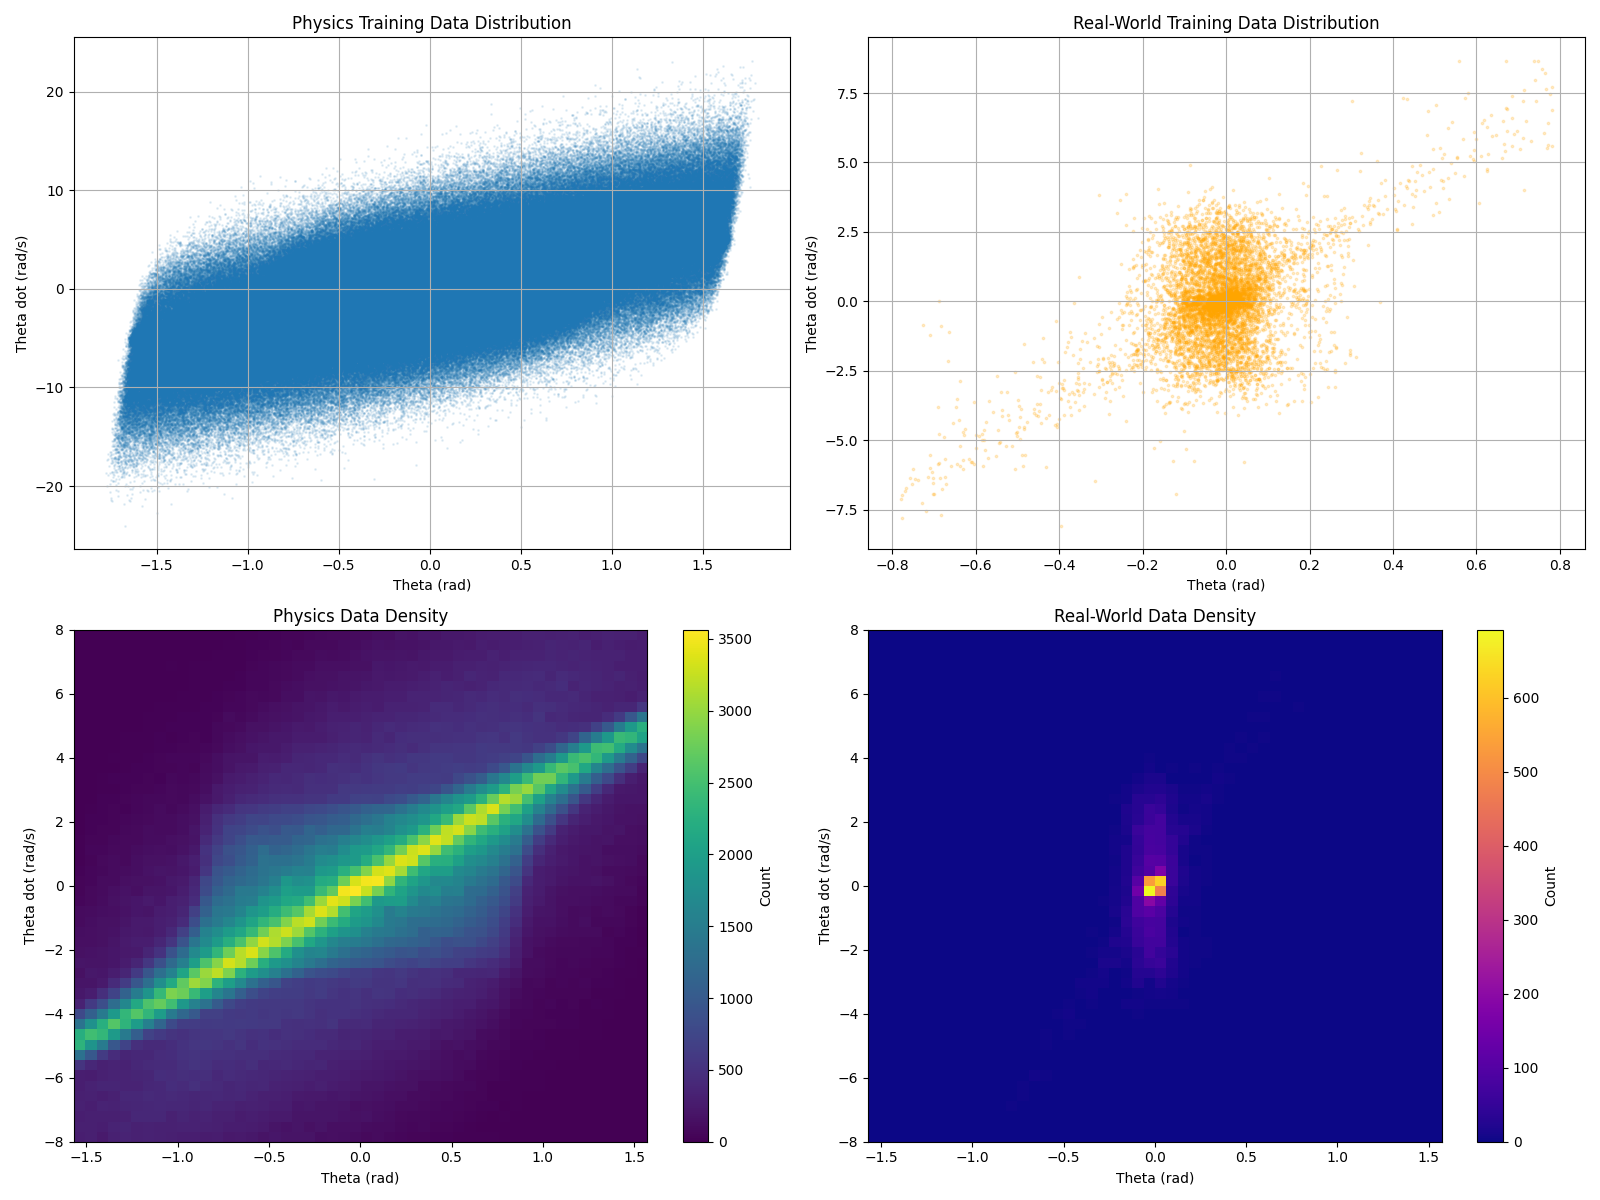 Physics Training Data Distribution
Theta dot (rad/s)
20
10
0
−10
−20
−1.5 −1.0 −0.5 0.0 0.5 1.0 1.5
Theta (rad)
Real-World Training Data Distribution
Theta dot (rad/s)
7.5
5.0
2.5
0.0
−2.5
−5.0
−7.5
−0.8 −0.6 −0.4 −0.2 0.0 0.2 0.4 0.6 0.8
Theta (rad)
Physics Data Density
Theta dot (rad/s)
8
6
4
2
0
−2
−4
−6
−8
−1.5 −1.0 −0.5 0.0 0.5 1.0 1.5
Theta (rad)
3500
3000
2500
2000
1500
1000
500
0
Count
Real-World Data Density
Theta dot (rad/s)
8
6
4
2
0
−2
−4
−6
−8
−1.5 −1.0 −0.5 0.0 0.5 1.0 1.5
Theta (rad)
600
500
400
300
200
100
0
Count